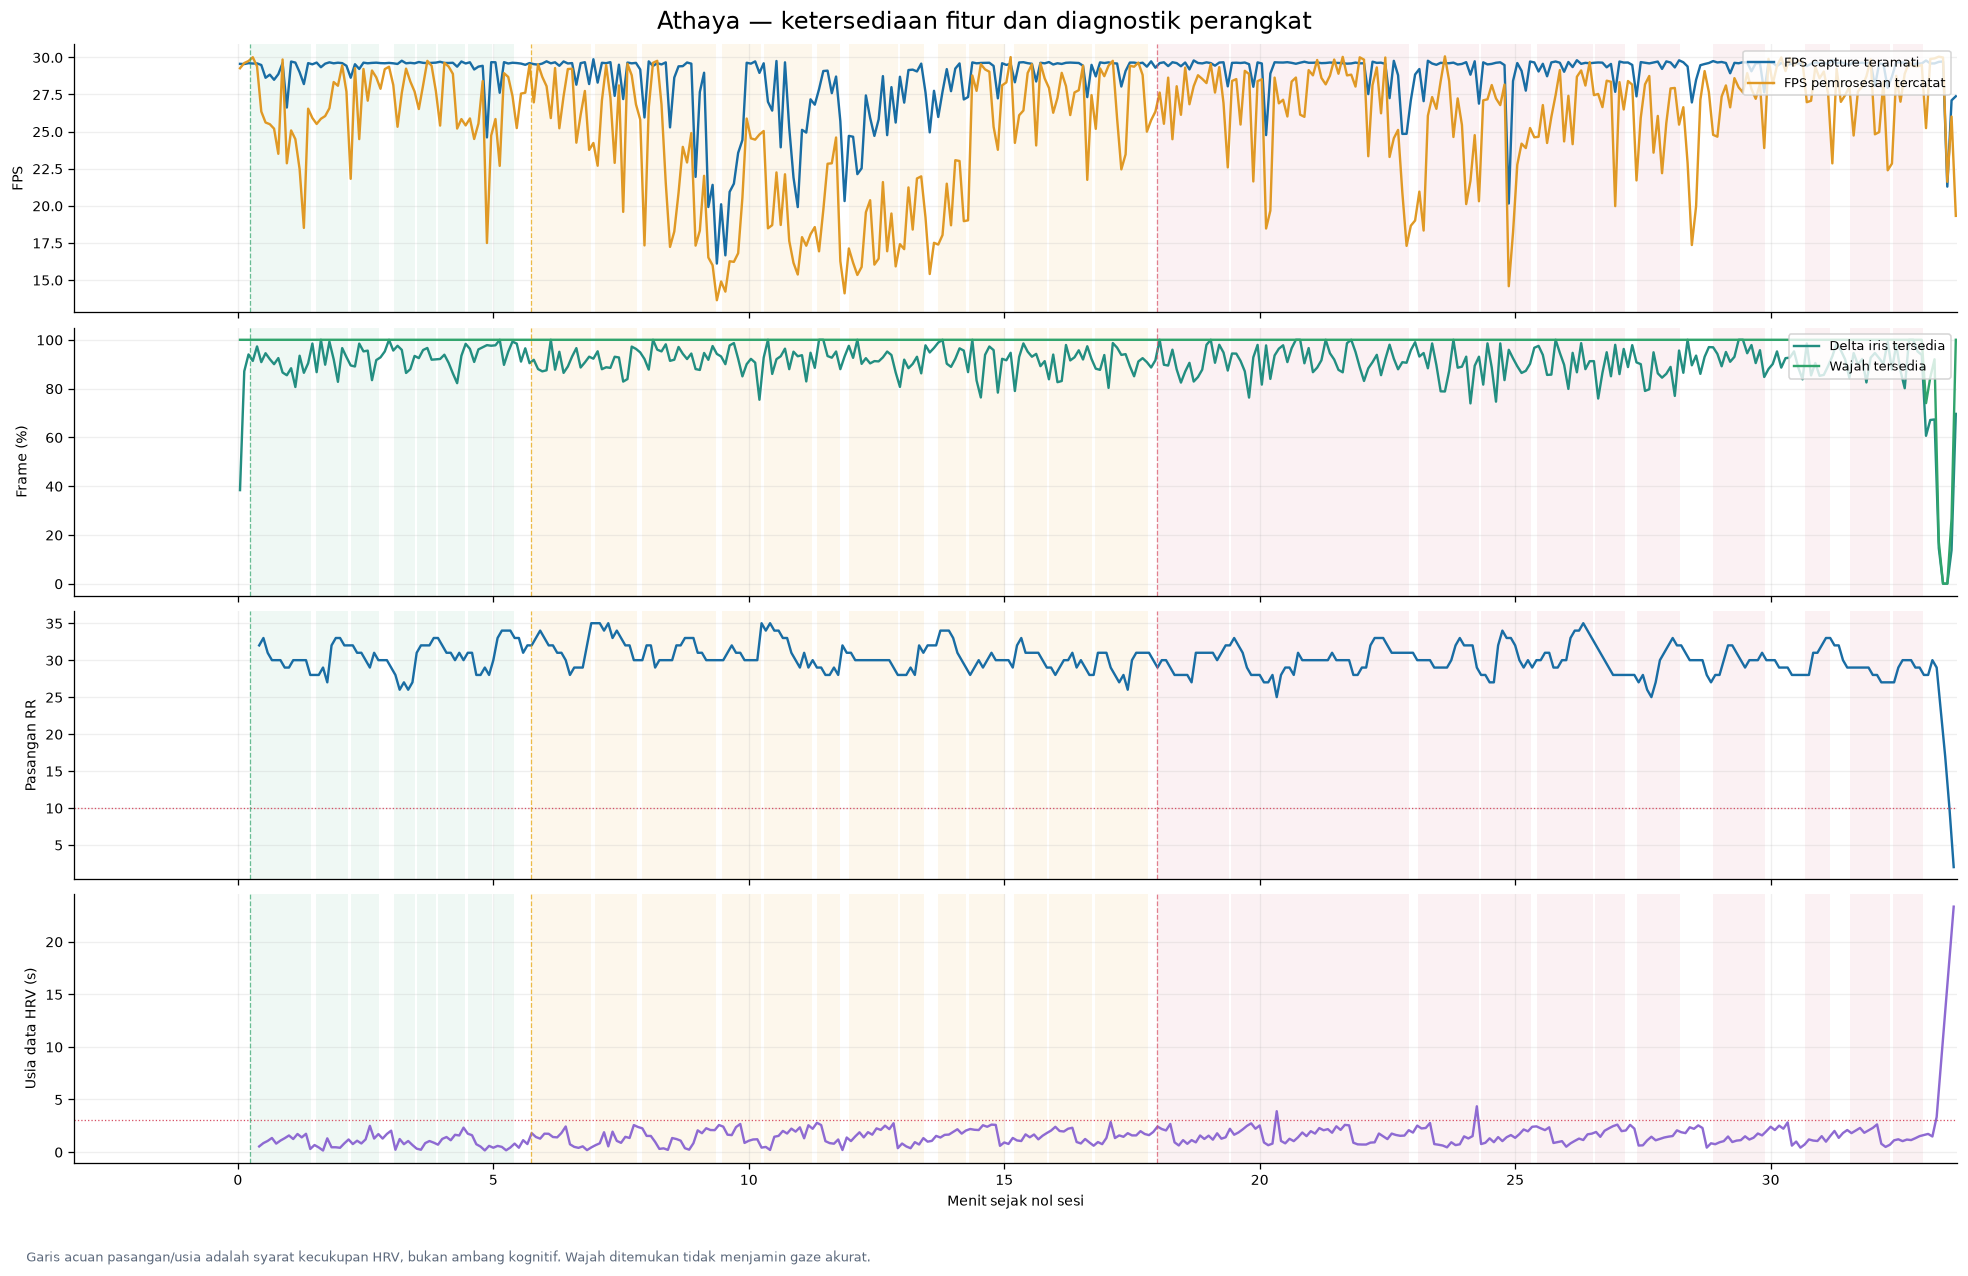 Athaya — ketersediaan fitur dan diagnostik perangkat
FPS
30.0
27.5
25.0
22.5
20.0
17.5
15.0
FPS capture teramati
FPS pemrosesan tercatat
Frame (%)
100
80
60
40
20
0
Delta iris tersedia
Wajah tersedia
Pasangan RR
35
30
25
20
15
10
5
Usia data HRV (s)
20
15
10
5
0
0 5 10 15 20 25 30
Menit sejak nol sesi
Garis acuan pasangan/usia adalah syarat kecukupan HRV, bukan ambang kognitif. Wajah ditemukan tidak menjamin gaze akurat.